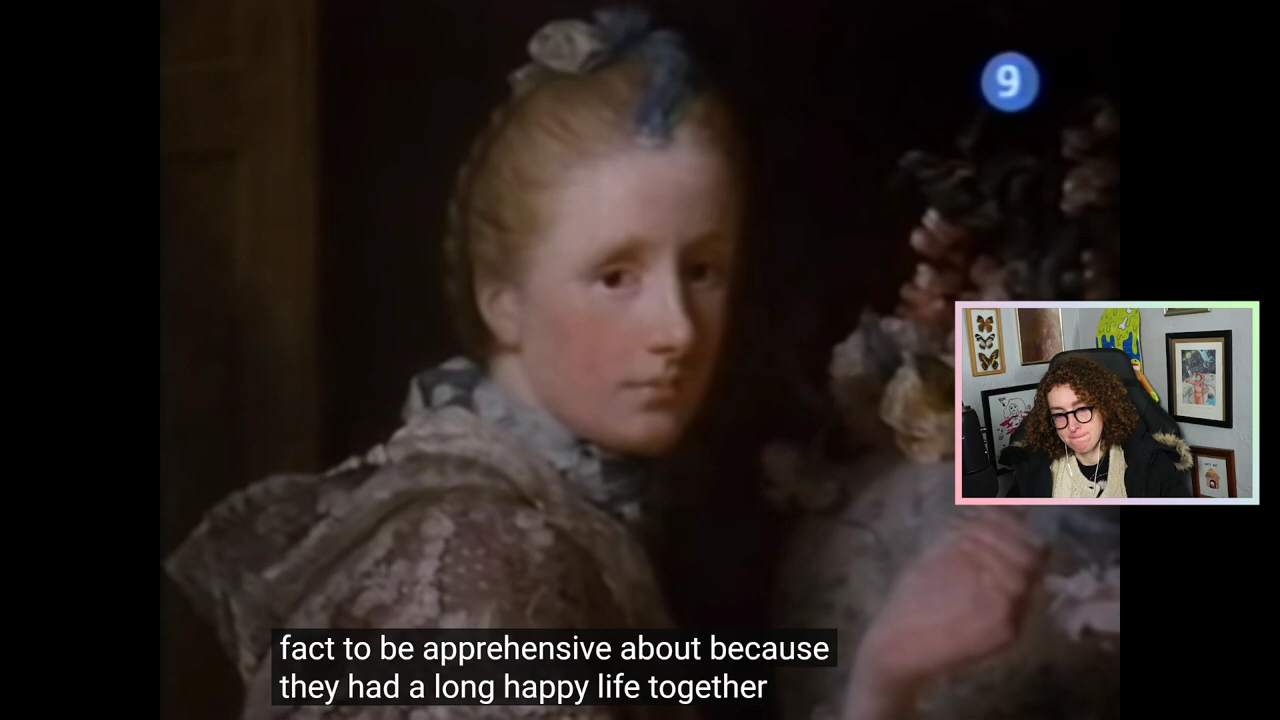 9
fact to be apprehensive about because
they had a long happy life together